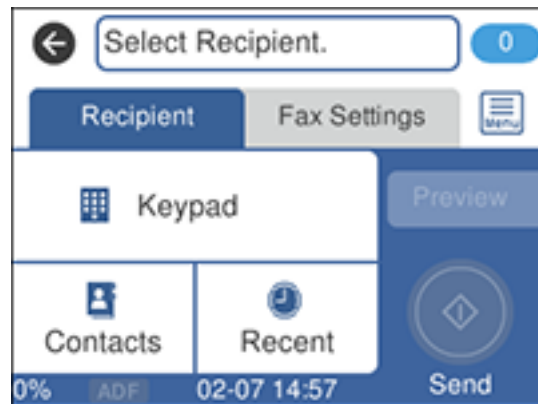 Select Recipient.
0
Recipient
Fax Settings
Menu
Keypad
Preview
Contacts
Recent
0%
ADF
02-07 14:57
Send